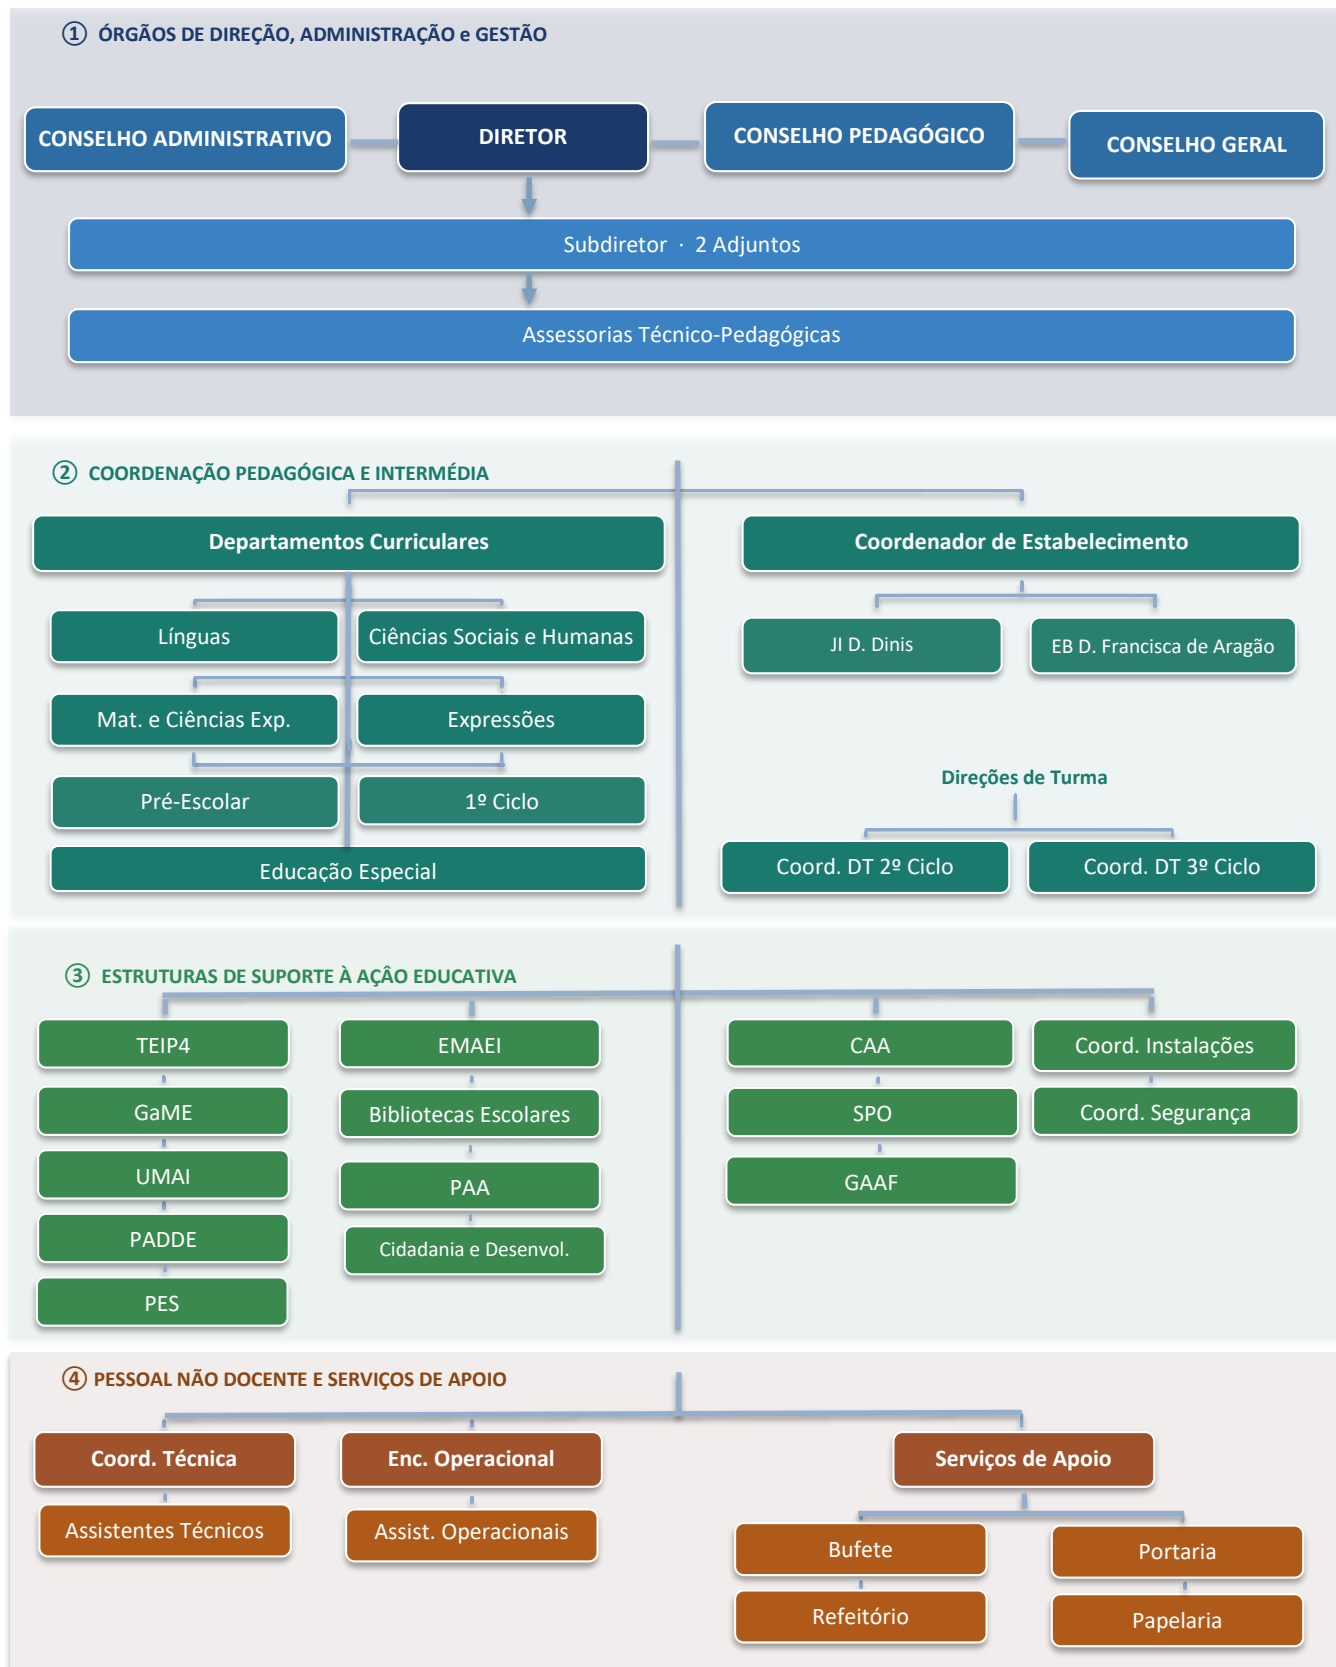 ① ÓRGÃOS DE DIREÇÃO, ADMINISTRAÇÃO e GESTÃO
CONSELHO ADMINISTRATIVO
DIRETOR
CONSELHO PEDAGÓGICO
CONSELHO GERAL
Subdiretor · 2 Adjuntos
Assessorias Técnico-Pedagógicas
② COORDENAÇÃO PEDAGÓGICA E INTERMÉDIA
Departamentos Curriculares
Línguas
Ciências Sociais e Humanas
Mat. e Ciências Exp.
Expressões
Pré-Escolar
1º Ciclo
Educação Especial
Coordenador de Estabelecimento
JI D. Dinis
EB D. Francisca de Aragão
Direções de Turma
Coord. DT 2º Ciclo
Coord. DT 3º Ciclo
③ ESTRUTURAS DE SUPORTE À AÇÂO EDUCATIVA
TEIP4
GaME
UMAI
PADDE
PES
EMAEI
Bibliotecas Escolares
PAA
Cidadania e Desenvol.
CAA
SPO
GAAF
Coord. Instalações
Coord. Segurança
④ PESSOAL NÃO DOCENTE E SERVIÇOS DE APOIO
Coord. Técnica
Assistentes Técnicos
Enc. Operacional
Assist. Operacionais
Serviços de Apoio
Bufete
Refeitório
Portaria
Papelaria